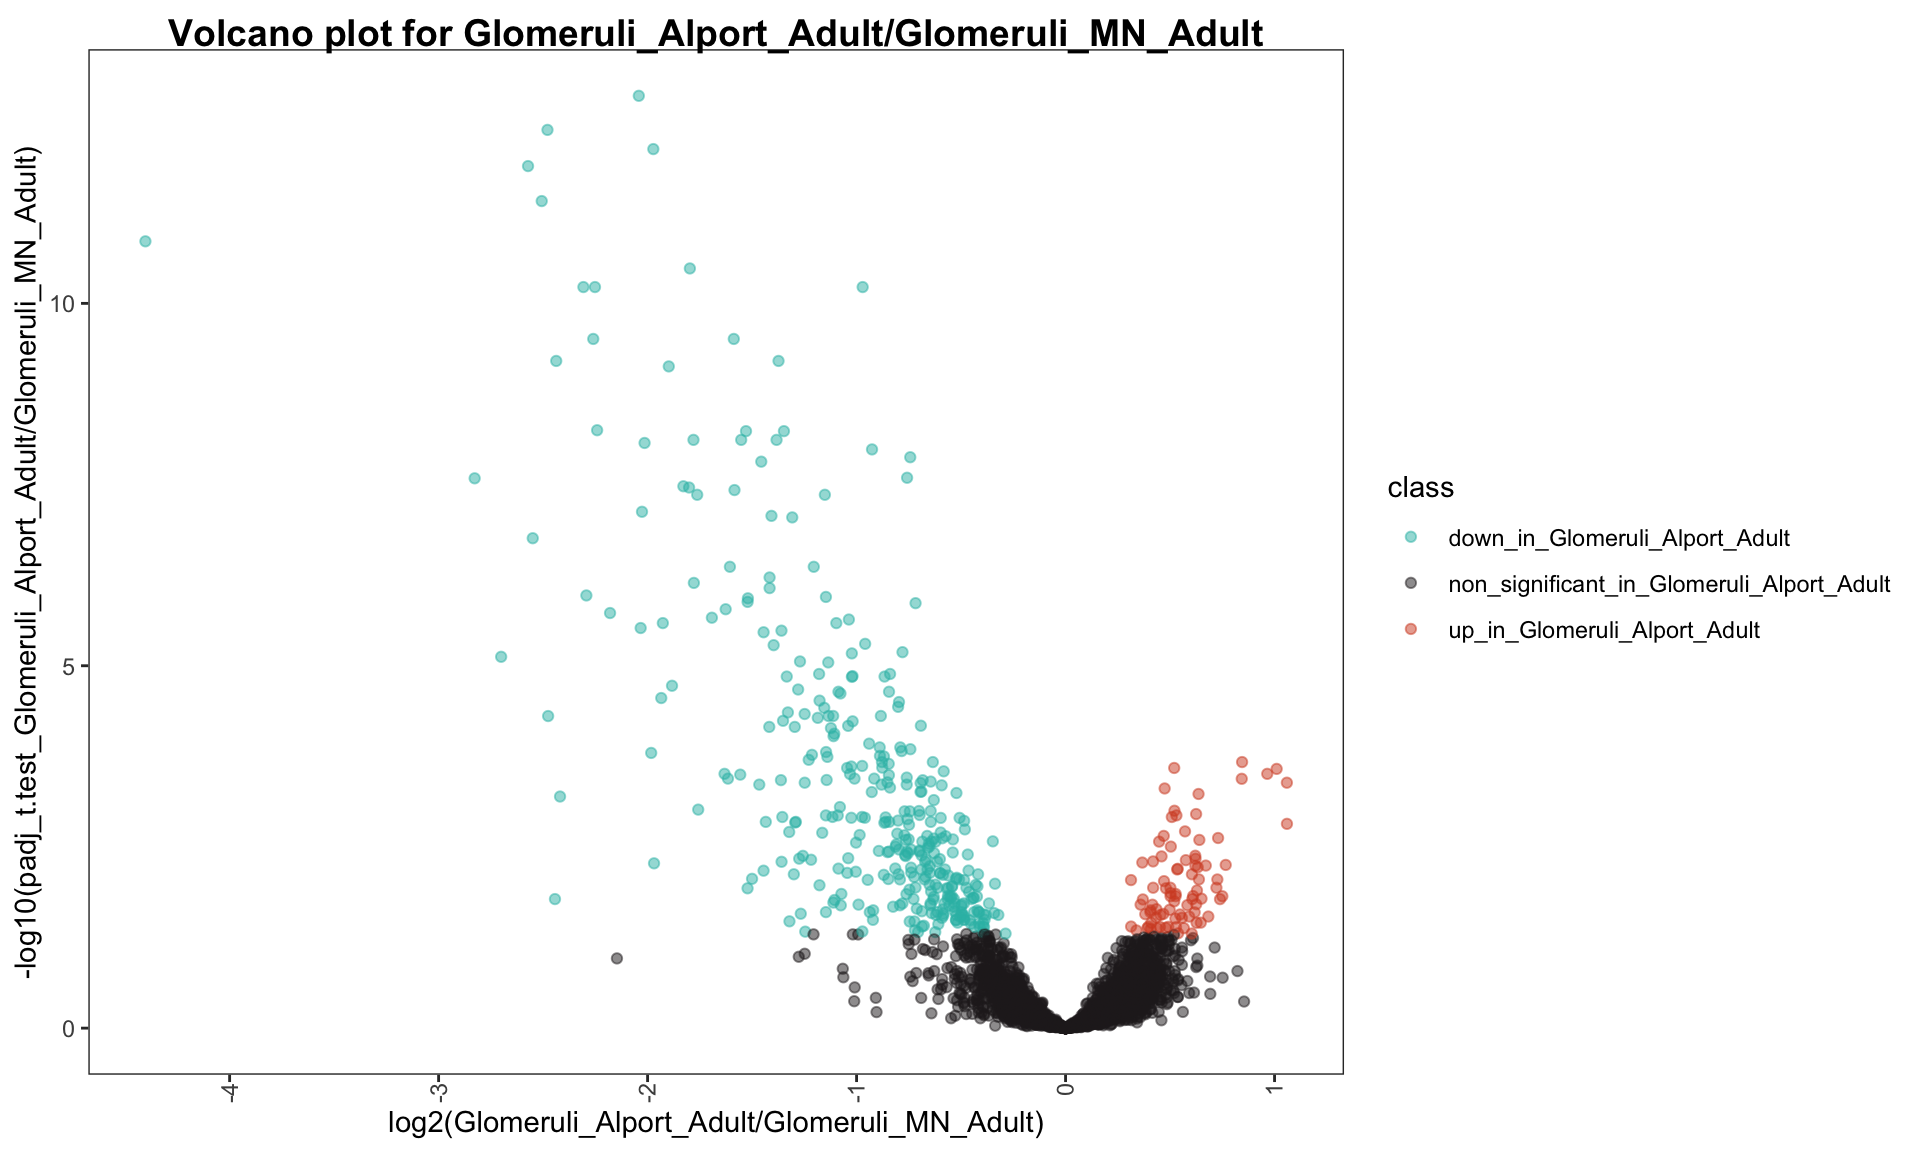 Volcano plot for Glomeruli_Alport_Adult/Glomeruli_MN_Adult
-log10(padj_t.test_Glomeruli_Alport_Adult/Glomeruli_MN_Adult)
10
5
0
-4
-3
-2
-1
0
1
log2(Glomeruli_Alport_Adult/Glomeruli_MN_Adult)
class
down_in_Glomeruli_Alport_Adult
non_significant_in_Glomeruli_Alport_Adult
up_in_Glomeruli_Alport_Adult